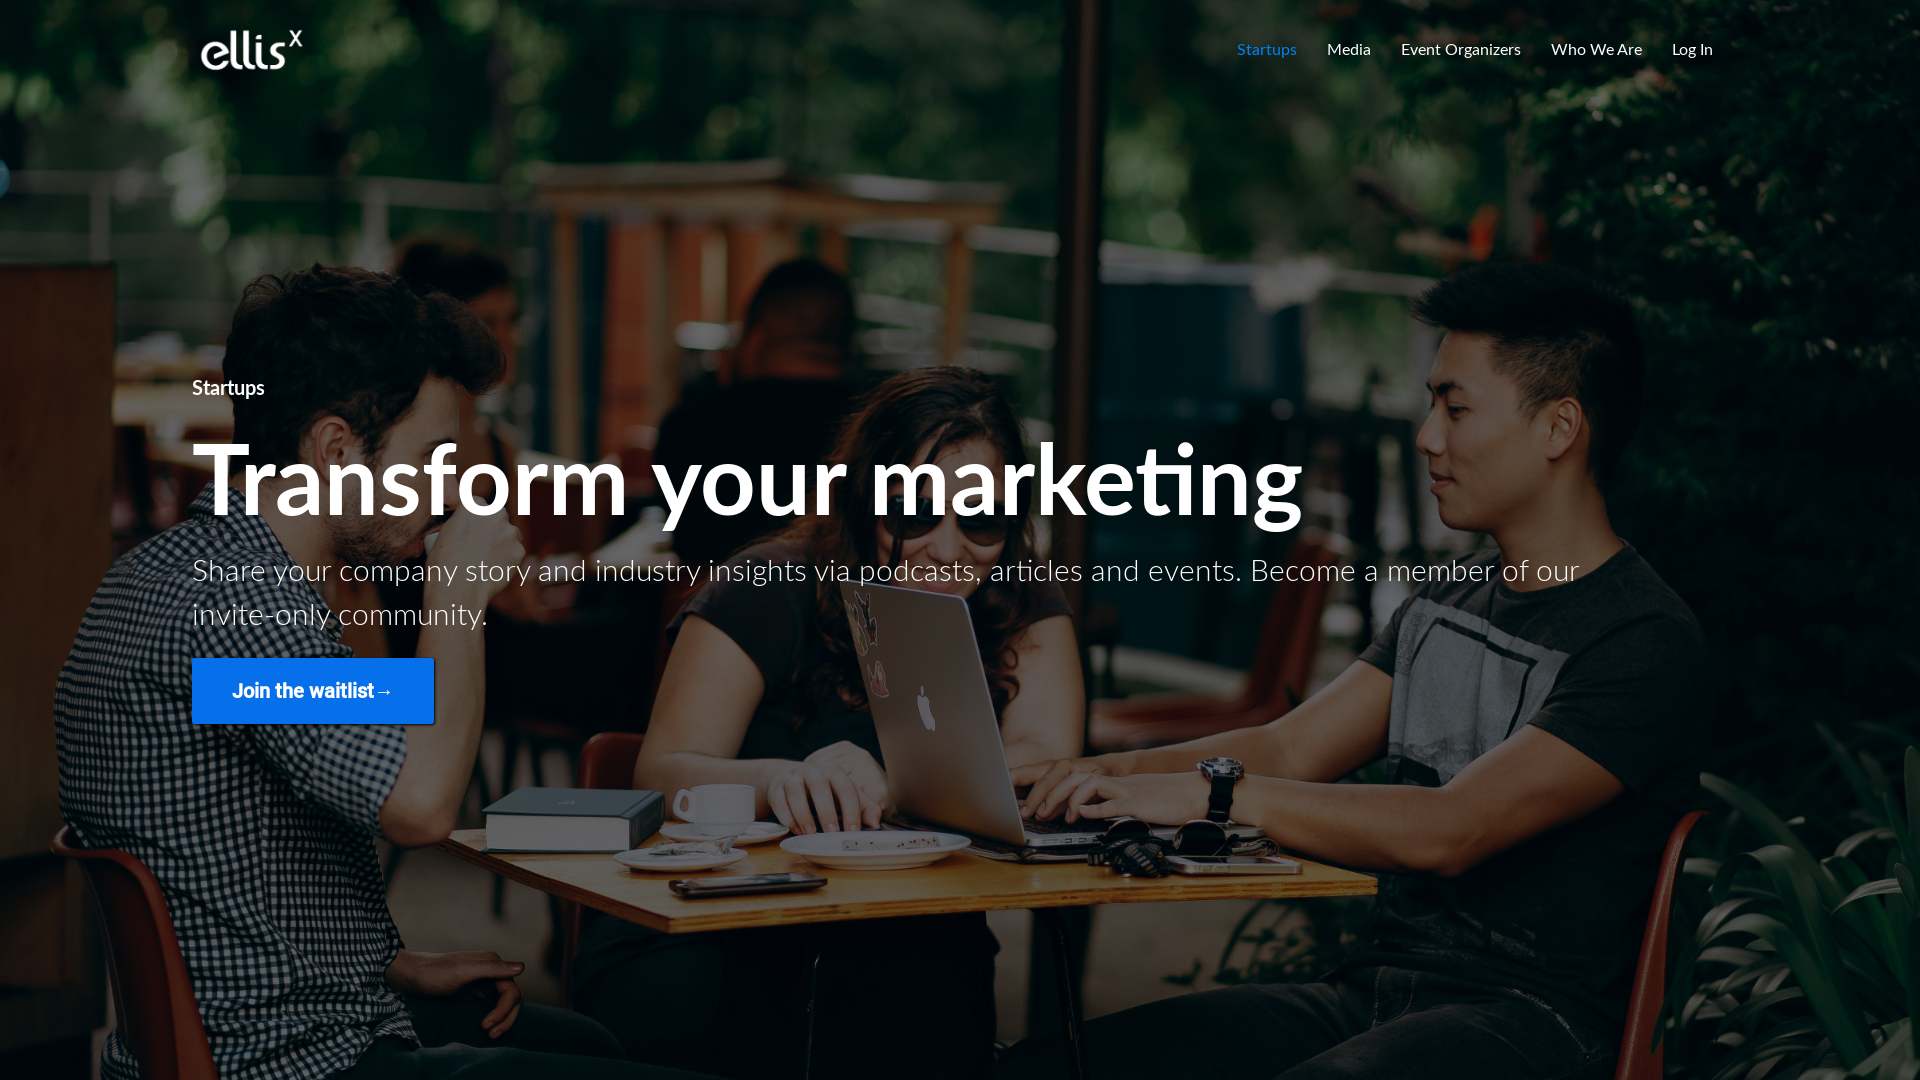 ellis x
Startups
Media
Event Organizers
Who We Are
Log In
Startups
Transform your marketing
Share your company story and industry insights via podcasts, articles and events. Become a member of our
invite-only community.
Join the waitlist→